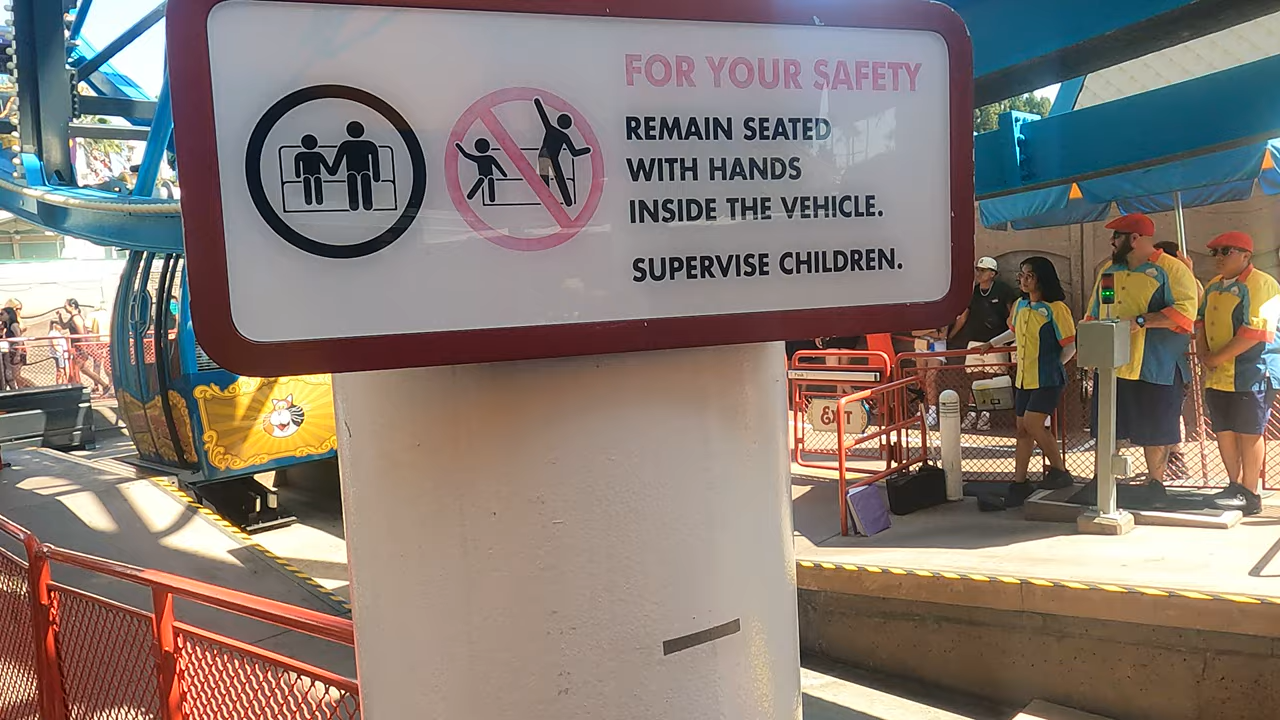 FOR YOUR SAFETY
REMAIN SEATED
WITH HANDS
INSIDE THE VEHICLE.
SUPERVISE CHILDREN.
EXIT